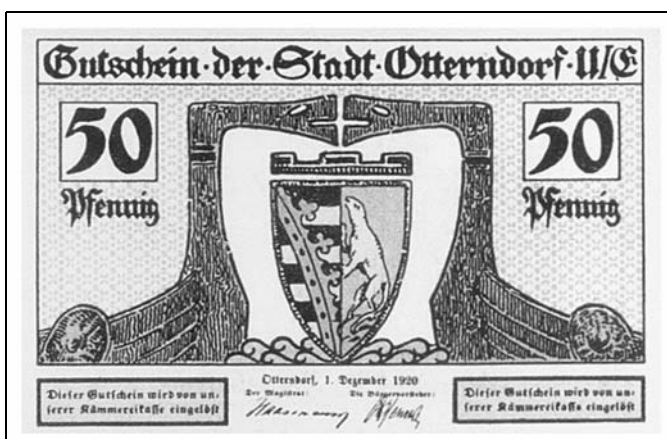 Gutschein·der·Stadt·Otterndorf·U/E
50
Pfennig
50
Pfennig
Otterndorf, 1. Dezember 1920
Der Magistrat: Die Bürgervorsteher:
Dieser Gutschein wird von un-
serer Kämmereikasse eingelöst
Dieser Gutschein wird von un-
serer Kämmereikasse eingelöst